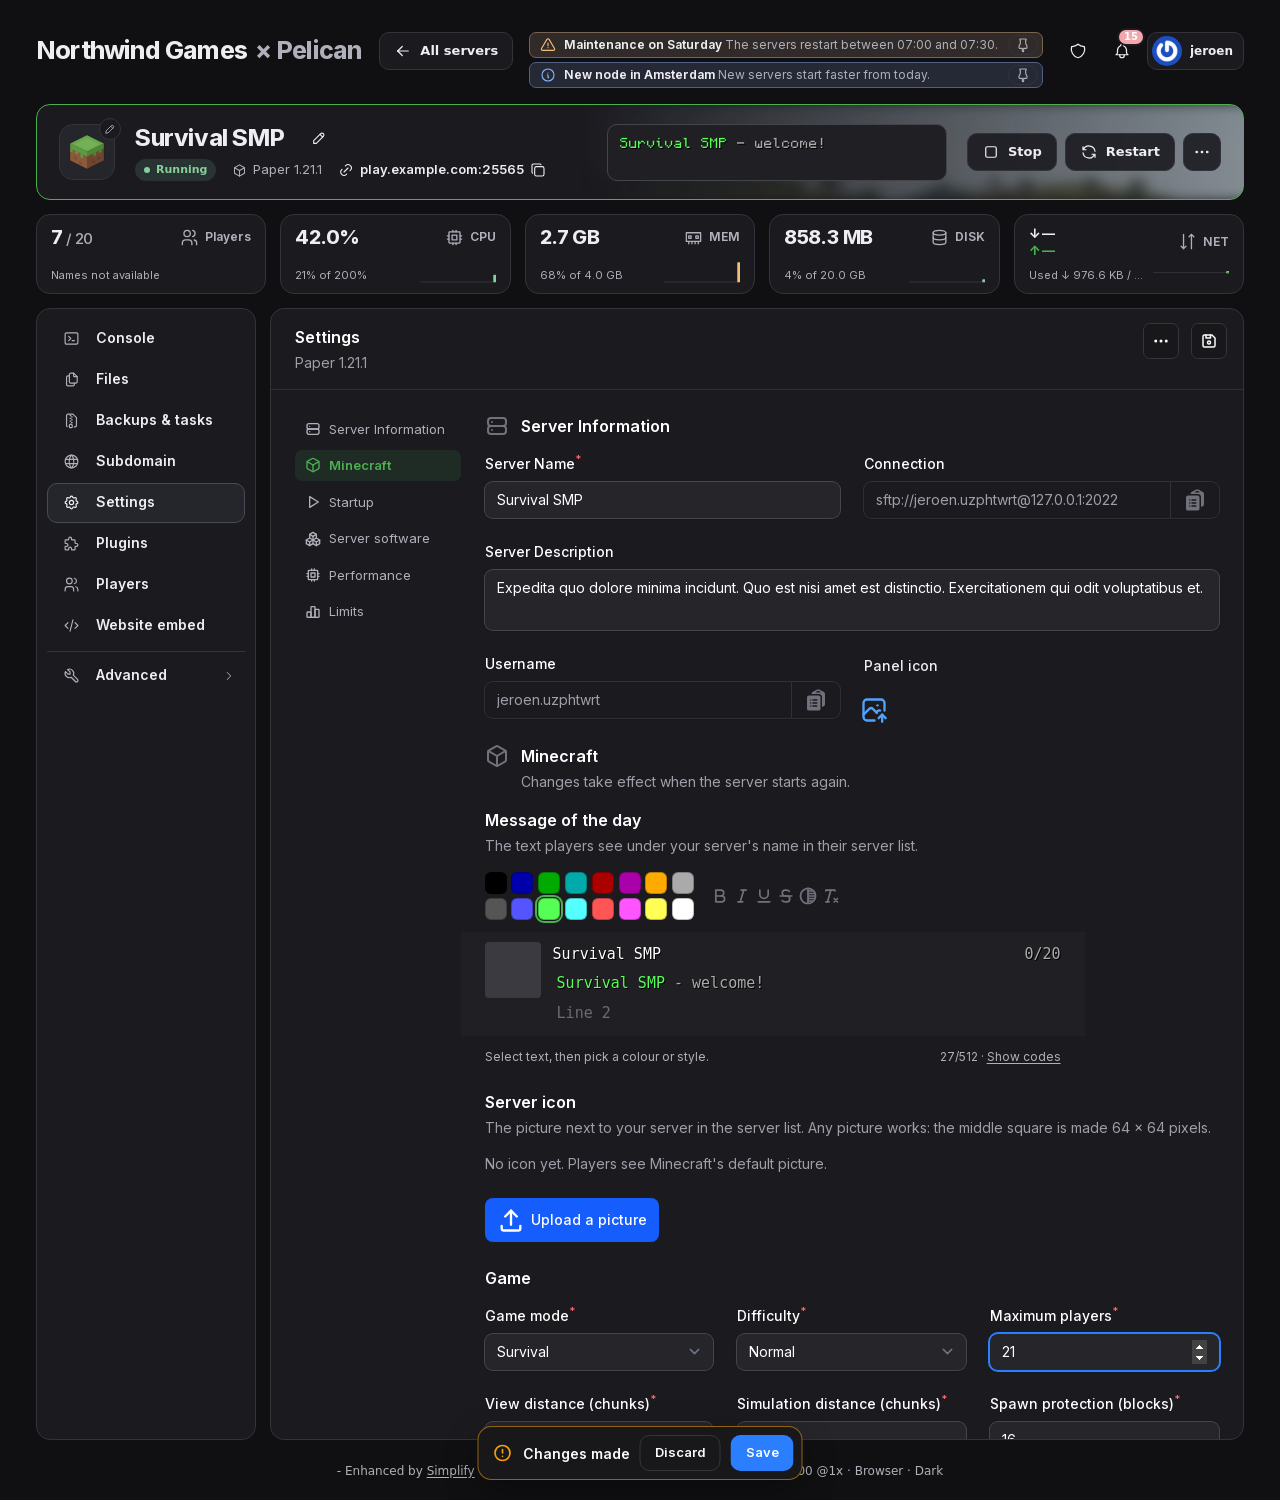 Northwind Games × Pelican
All servers
Maintenance on Saturday The servers restart between 07:00 and 07:30.
New node in Amsterdam New servers start faster from today.
15
jeroen
Survival SMP
Running
Paper 1.21.1
play.example.com:25565
Survival SMP - welcome!
Stop
Restart
7 / 20
Players
Names not available
42.0%
CPU
21% of 200%
2.7 GB
MEM
68% of 4.0 GB
858.3 MB
DISK
4% of 20.0 GB
↓—
↑—
NET
Used ↓ 976.6 KB / ...
Console
Files
Backups & tasks
Subdomain
Settings
Plugins
Players
Website embed
Advanced
Settings
Paper 1.21.1
Server Information
Minecraft
Startup
Server software
Performance
Limits
Server Information
Server Name*
Connection
Survival SMP
sftp://jeroen.uzphtwrt@127.0.0.1:2022
Server Description
Expedita quo dolore minima incidunt. Quo est nisi amet est distinctio. Exercitationem qui odit voluptatibus et.
Username
Panel icon
jeroen.uzphtwrt
Minecraft
Changes take effect when the server starts again.
Message of the day
The text players see under your server's name in their server list.
B I U S
Survival SMP
0/20
Survival SMP - welcome!
Line 2
Select text, then pick a colour or style.
27/512 · Show codes
Server icon
The picture next to your server in the server list. Any picture works: the middle square is made 64 × 64 pixels.
No icon yet. Players see Minecraft's default picture.
Upload a picture
Game
Game mode*
Difficulty*
Maximum players*
Survival
Normal
21
View distance (chunks)*
Simulation distance (chunks)*
Spawn protection (blocks)*
16
Changes made
Discard
Save
- Enhanced by Simplify
00 @1x · Browser · Dark